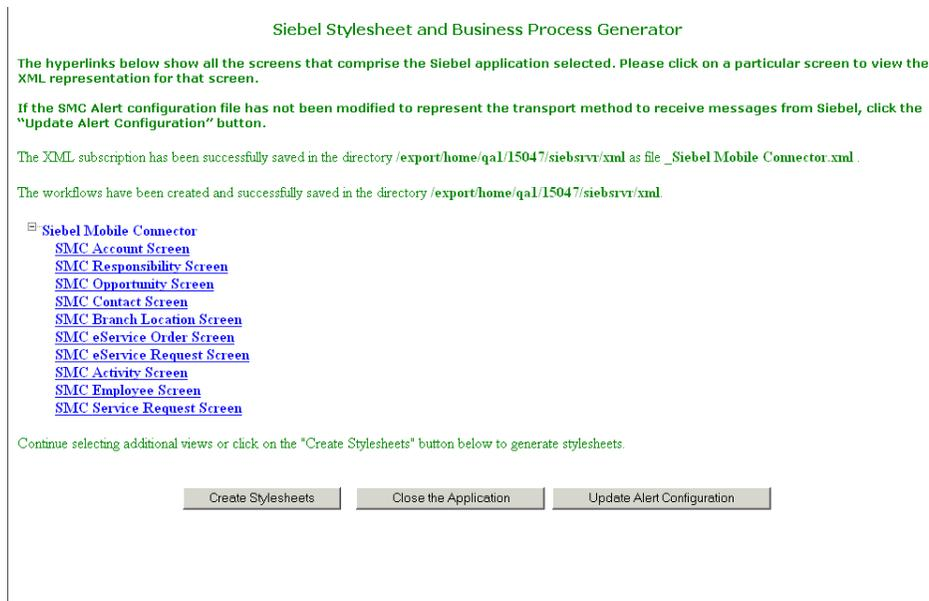 Siebel Stylesheet and Business Process Generator
The hyperlinks below show all the screens that comprise the Siebel application selected. Please click on a particular screen to view the
XML representation for that screen.
If the SMC Alert configuration file has not been modified to represent the transport method to receive messages from Siebel, click the
“Update Alert Configuration” button.
The XML subscription has been successfully saved in the directory /export/home/qa1/15047/siebsrvr/xml as file _Siebel Mobile Connector.xml .
The workflows have been created and successfully saved in the directory /export/home/qa1/15047/siebsrvr/xml.
Siebel Mobile Connector
SMC Account Screen
SMC Responsibility Screen
SMC Opportunity Screen
SMC Contact Screen
SMC Branch Location Screen
SMC eService Order Screen
SMC eService Request Screen
SMC Activity Screen
SMC Employee Screen
SMC Service Request Screen
Continue selecting additional views or click on the "Create Stylesheets" button below to generate stylesheets.
Create Stylesheets Close the Application Update Alert Configuration